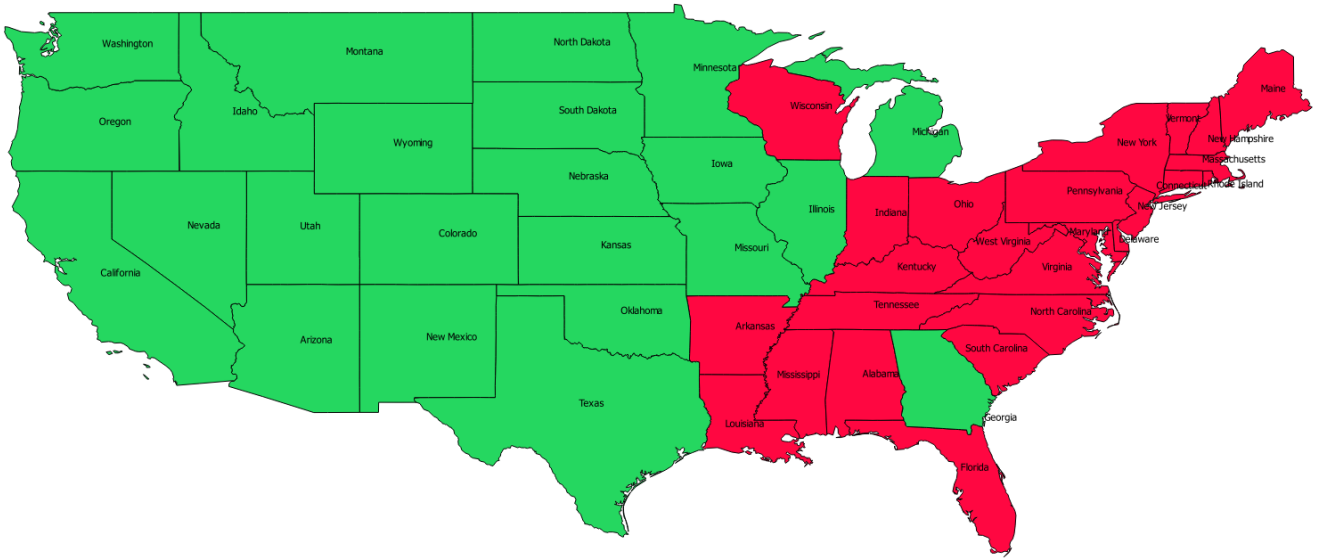 Washington
Montana
North Dakota
Minnesota
Maine
Idaho
Oregon
South Dakota
Wisconsin
Vermont
Michigan
New Hampshire
Wyoming
New York
Iowa
Massachusetts
Nebraska
Connecticut
Rhode Island
Pennsylvania
Ohio
New Jersey
Illinois
Indiana
Nevada
Utah
Colorado
Maryland
Delaware
West Virginia
Kansas
Missouri
Kentucky
Virginia
California
Tennessee
Oklahoma
North Carolina
Arkansas
Arizona
New Mexico
South Carolina
Mississippi
Alabama
Texas
Georgia
Louisiana
Florida